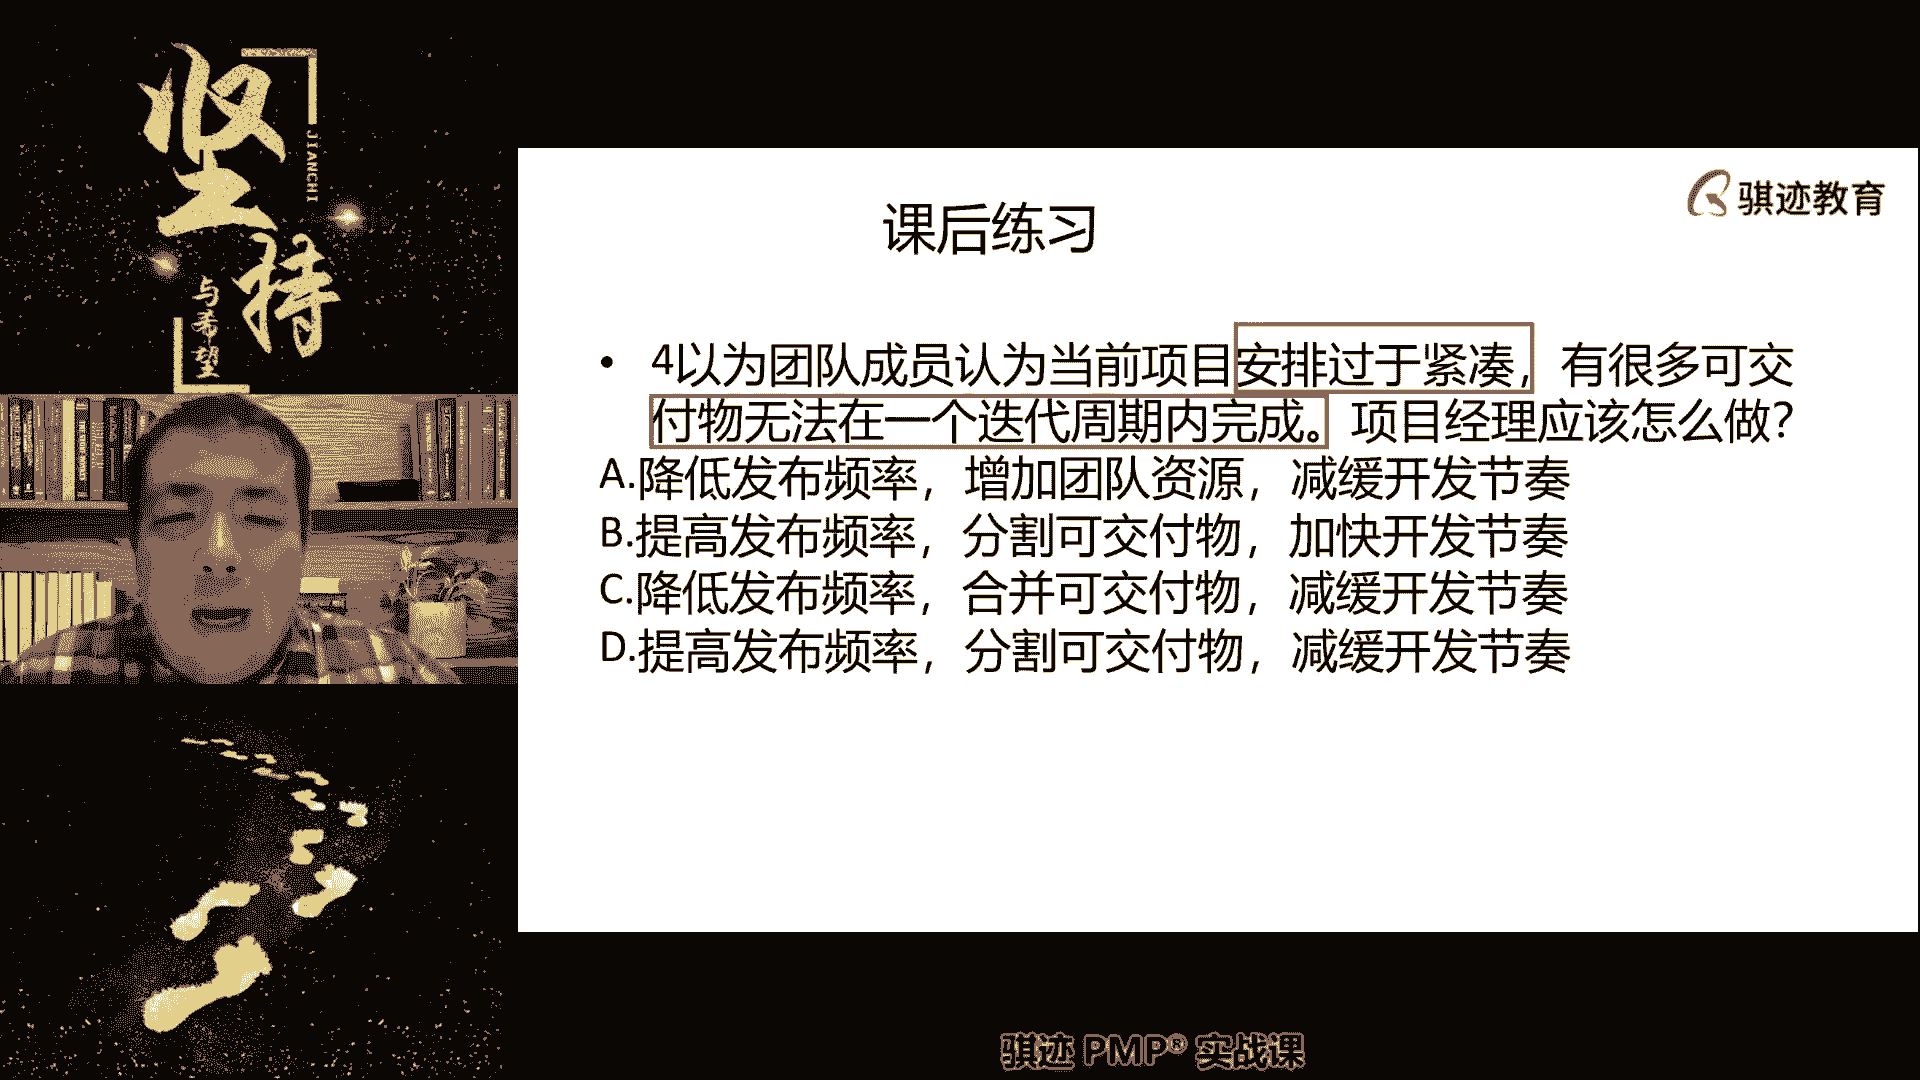 坚持
JIANCHI
与希望
骐迹教育
课后练习
• 4以为团队成员认为当前项目安排过于紧凑，有很多可交
付物无法在一个迭代周期内完成。项目经理应该怎么做？
A.降低发布频率，增加团队资源，减缓开发节奏
B.提高发布频率，分割可交付物，加快开发节奏
C.降低发布频率，合并可交付物，减缓开发节奏
D.提高发布频率，分割可交付物，减缓开发节奏
骐迹 PMP® 实战课